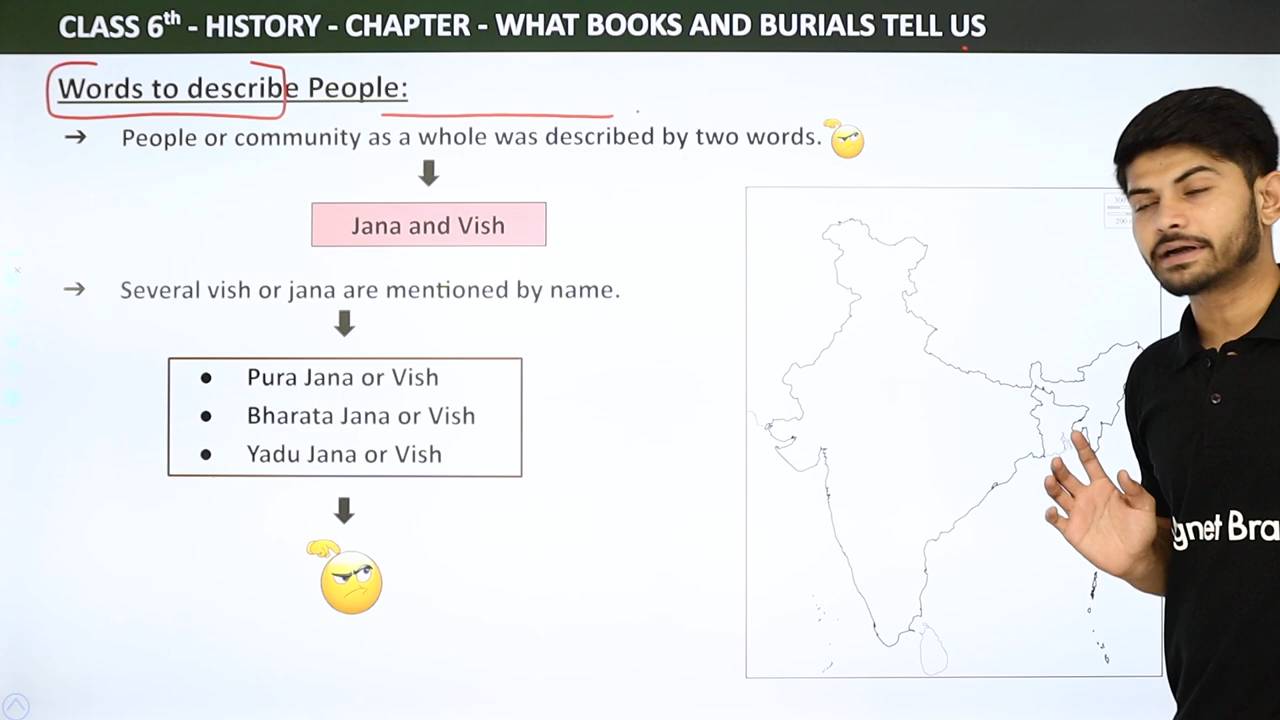 CLASS 6th - HISTORY - CHAPTER - WHAT BOOKS AND BURIALS TELL US
Words to describe People:
→ People or community as a whole was described by two words.
Jana and Vish
→ Several vish or jana are mentioned by name.
● Pura Jana or Vish
● Bharata Jana or Vish
● Yadu Jana or Vish
gnet Bra